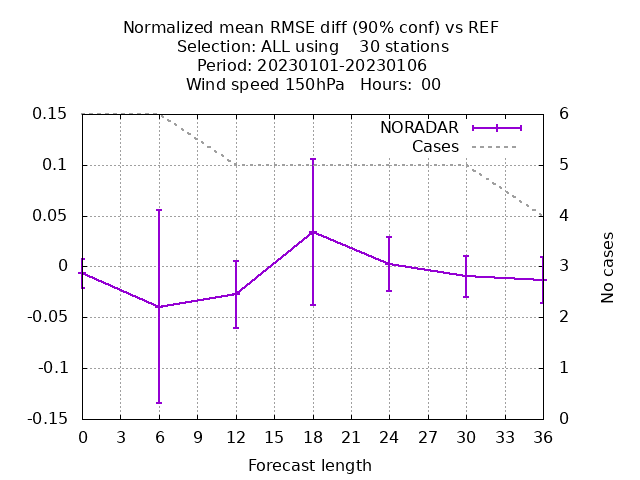 Normalized mean RMSE diff (90% conf) vs REF
Selection: ALL using    30 stations
Period: 20230101-20230106
Wind speed 150hPa   Hours:  00
NORADAR
Cases
0.15
0.1
0.05
0
-0.05
-0.1
-0.15
6
5
4
3
2
1
0
No cases
0 3 6 9 12 15 18 21 24 27 30 33 36
Forecast length